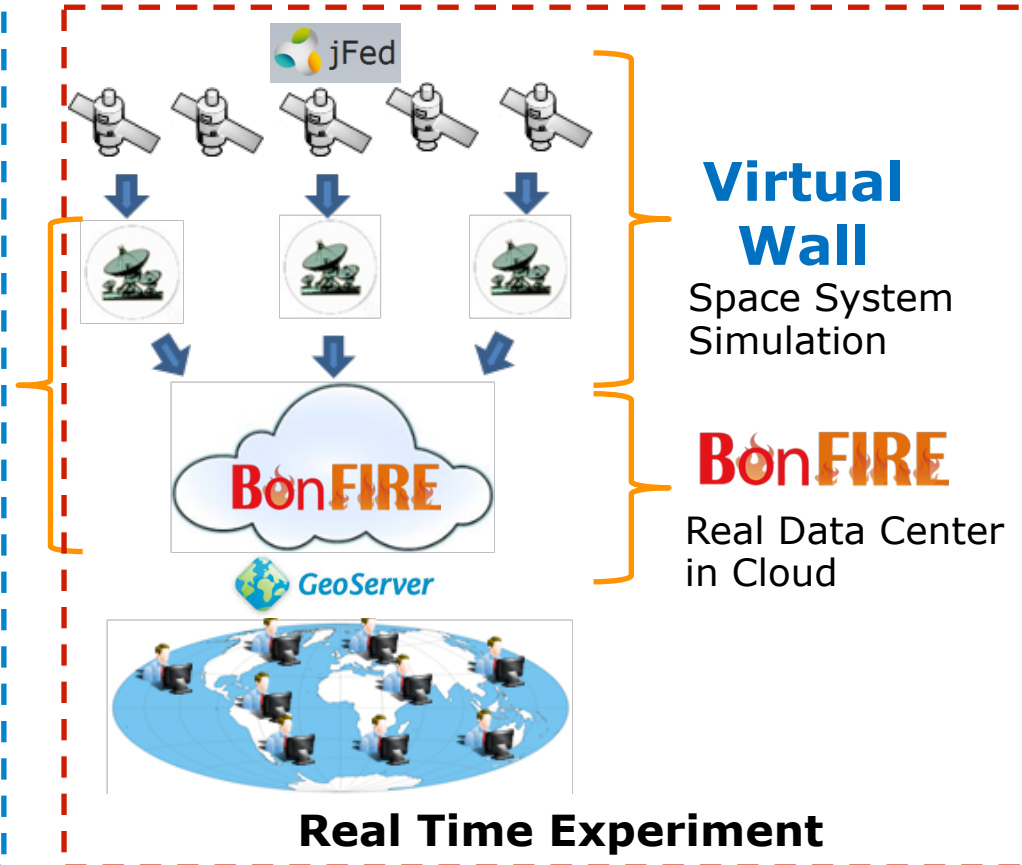 jFed
Virtual
Wall
Space System
Simulation
BonFIRE
BonFIRE
Real Data Center
in Cloud
GeoServer
Real Time Experiment